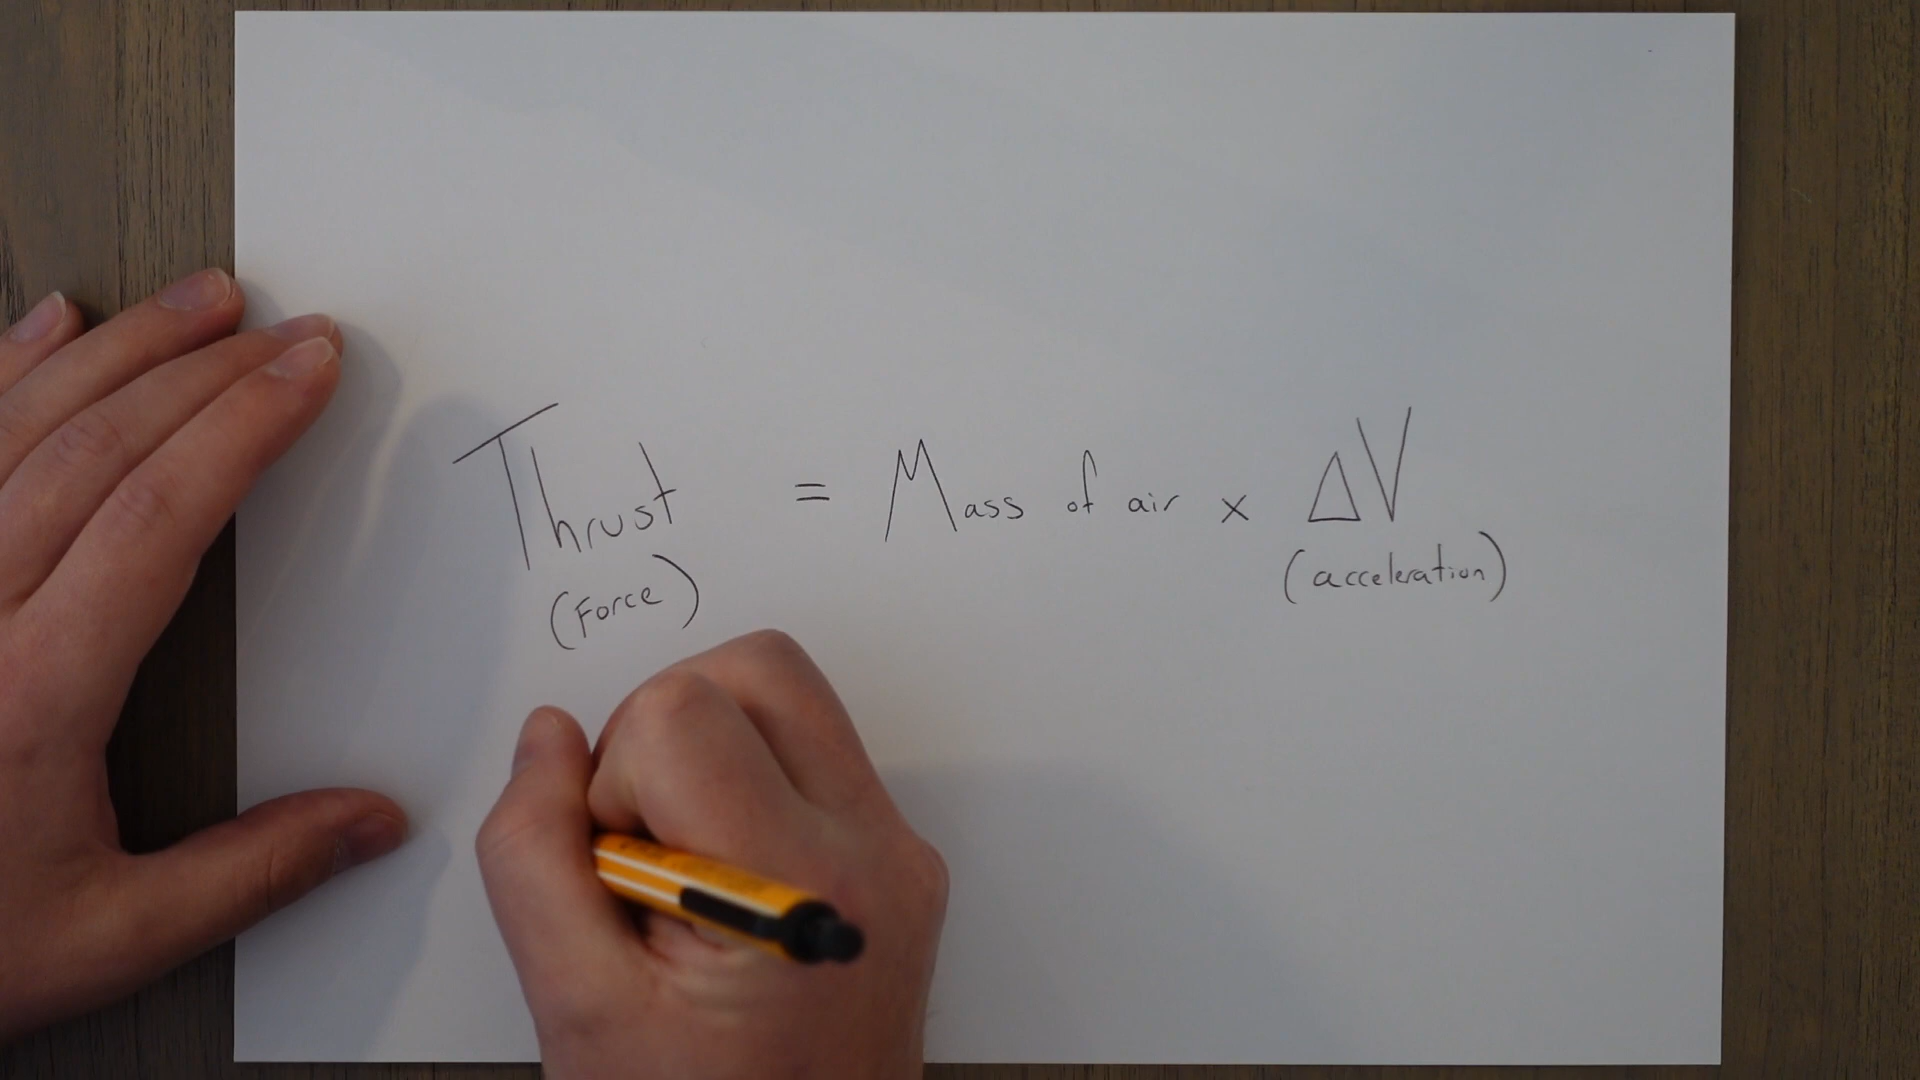 Thrust = Mass of air x ΔV
(Force) (acceleration)